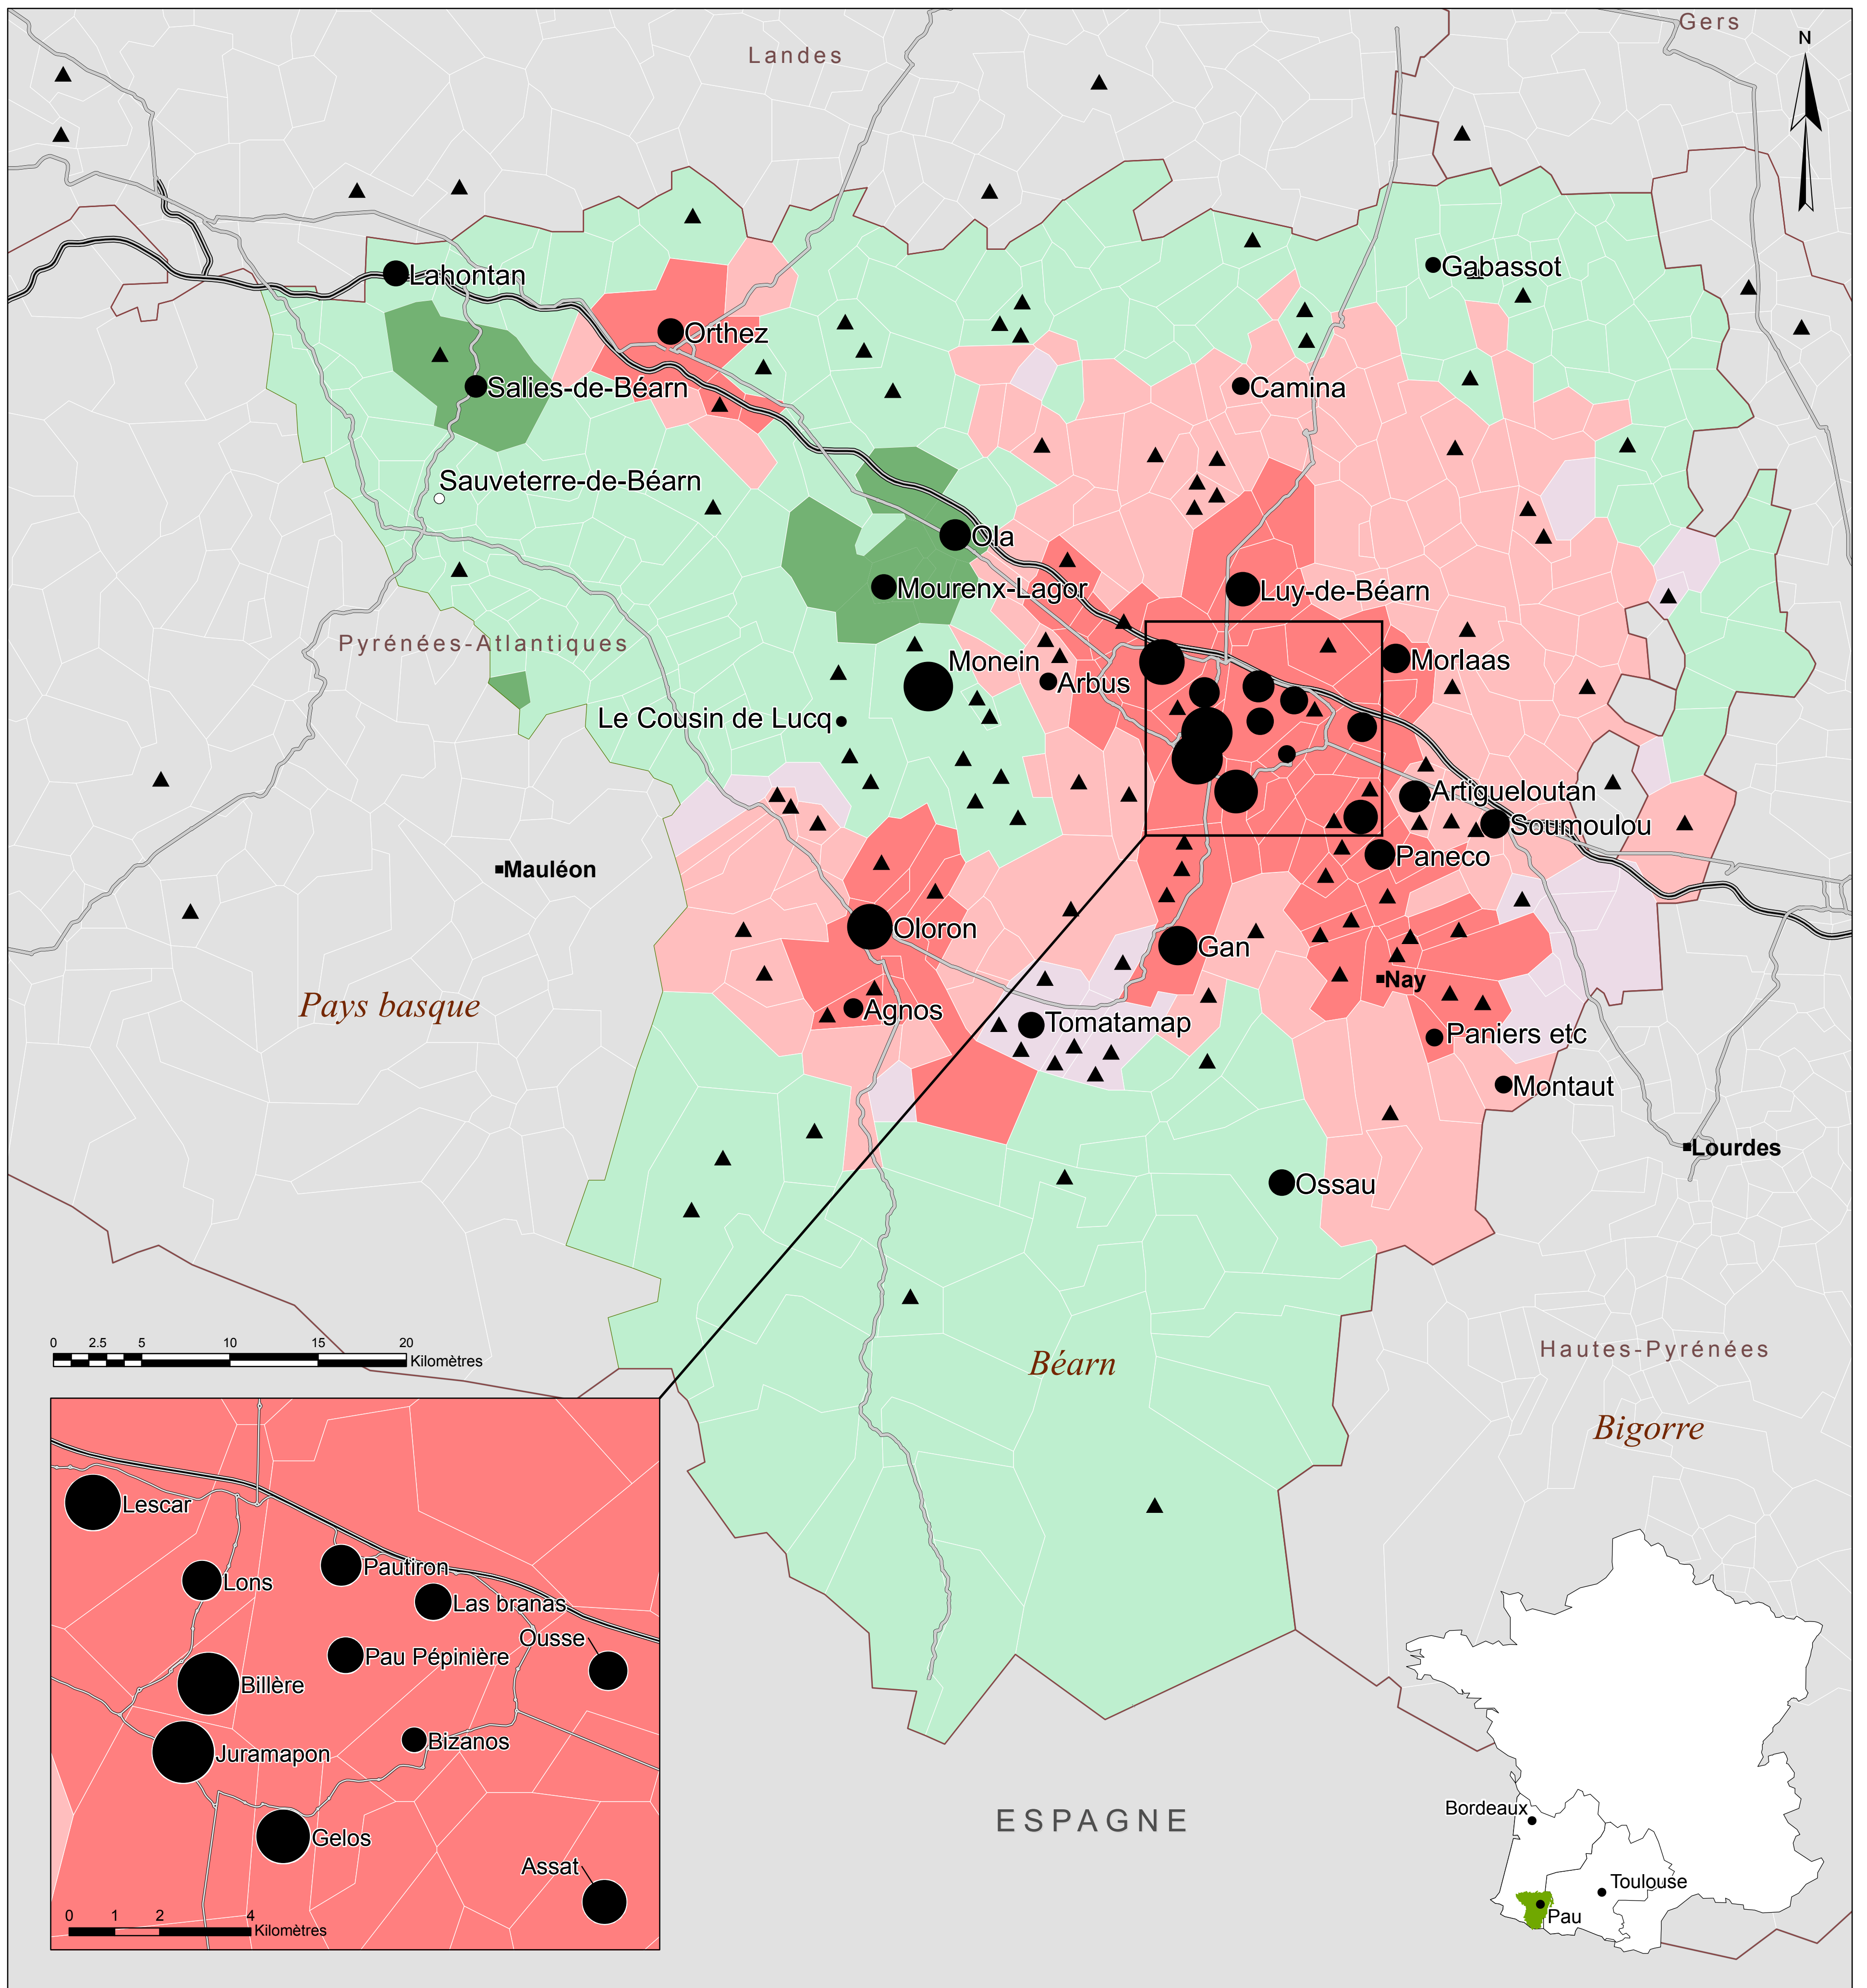 Gers
Landes
N
Lahontan
Gabassot
Orthez
Salies-de-Béarn
Camina
Sauveterre-de-Béarn
Ola
Mourenx-Lagor
Luy-de-Béarn
Pyrénées-Atlantiques
Monein
Morlaas
Arbus
Le Cousin de Lucq
Artigueloutan
Soumoulou
Mauléon
Paneco
Oloron
Gan
Nay
Pays basque
Agnos
Tomatamap
Paniers etc
Montaut
Lourdes
Ossau
0 2.5 5 10 15 20
Kilomètres
Béarn
Hautes-Pyrénées
Bigorre
Lescar
Pautiron
Lons
Las branas
Ousse
Pau Pépinière
Billère
Bizanos
Juramapon
Gelos
Assat
0 1 2 4
Kilomètres
ESPAGNE
Bordeaux
Toulouse
Pau